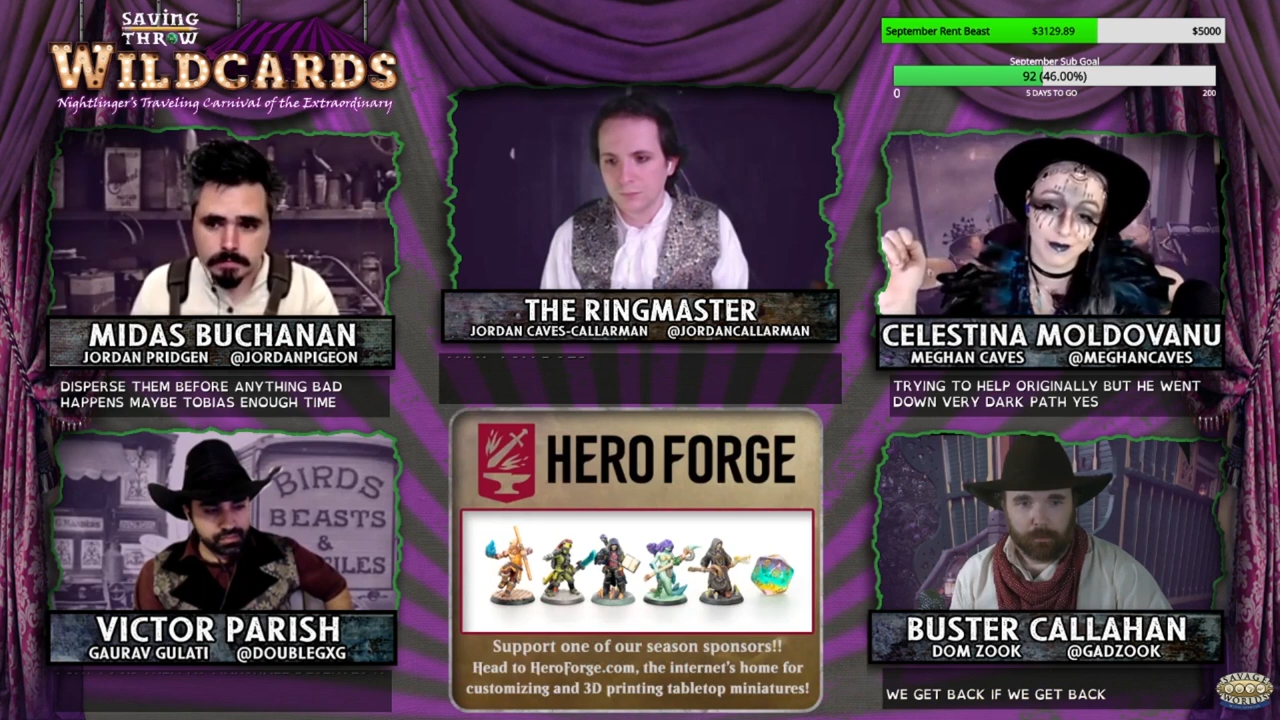 SAVING
THROW
WILDCARDS
Nightlinger's Traveling Carnival of the Extraordinary
September Rent Beast $3129.89 $5000
September Sub Goal
92 (46.00%)
0 5 DAYS TO GO 200
MIDAS BUCHANAN
JORDAN PRIDGEN @JORDANPIGEON
DISPERSE THEM BEFORE ANYTHING BAD
HAPPENS MAYBE TOBIAS ENOUGH TIME
THE RINGMASTER
JORDAN CAVES-CALLARMAN @JORDANCALLARMAN
CELESTINA MOLDOVANU
MEGHAN CAVES @MEGHANCAVES
TRYING TO HELP ORIGINALLY BUT HE WENT
DOWN VERY DARK PATH YES
BIRDS
BEASTS
&
VICTOR PARISH
GAURAV GULATI @DOUBLEGXG
HERO FORGE
Support one of our season sponsors!!
Head to HeroForge.com, the internet's home for
customizing and 3D printing tabletop miniatures!
BUSTER CALLAHAN
DOM ZOOK @GADZOOK
WE GET BACK IF WE GET BACK
SAVAGE
WORLDS